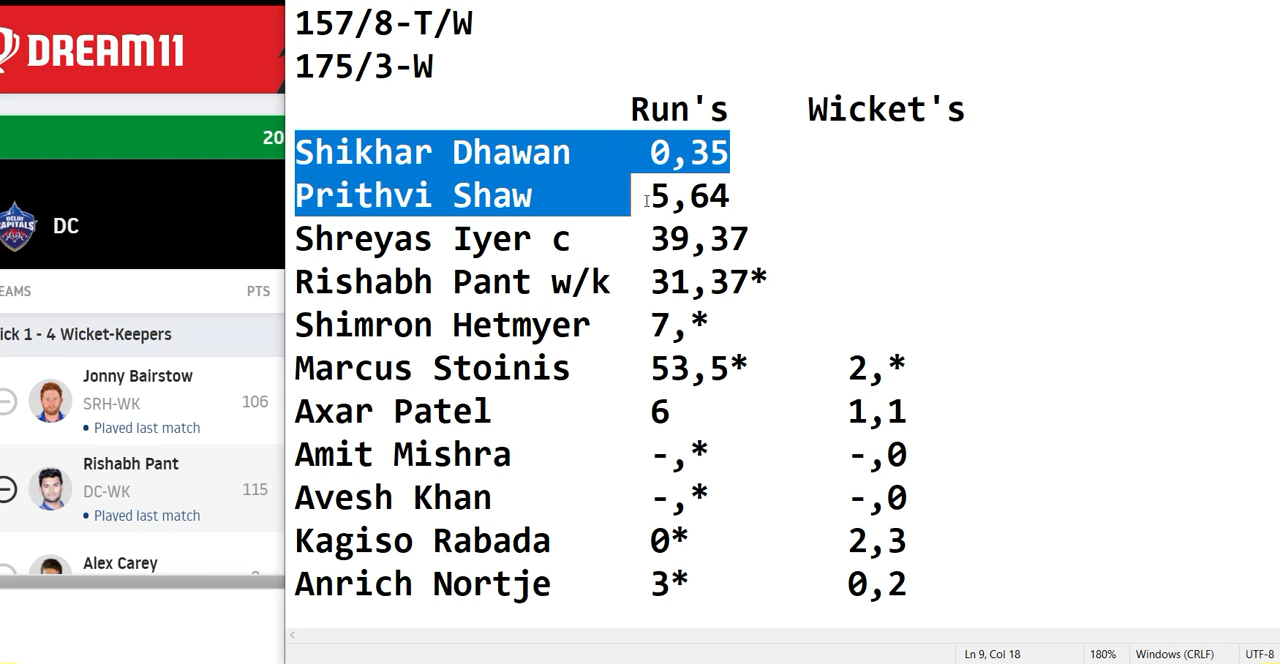 DREAM11
20
DELHI CAPITALS
DC
EAMS PTS
ick 1 - 4 Wicket-Keepers
Jonny Bairstow
SRH-WK 106
• Played last match
Rishabh Pant
DC-WK 115
• Played last match
Alex Carey
157/8-T/W
175/3-W
Run's Wicket's
Shikhar Dhawan 0,35
Prithvi Shaw 5,64
Shreyas Iyer c 39,37
Rishabh Pant w/k 31,37*
Shimron Hetmyer 7,*
Marcus Stoinis 53,5* 2,*
Axar Patel 6 1,1
Amit Mishra -,* -,0
Avesh Khan -,* -,0
Kagiso Rabada 0* 2,3
Anrich Nortje 3* 0,2
Ln 9, Col 18 180% Windows (CRLF) UTF-8